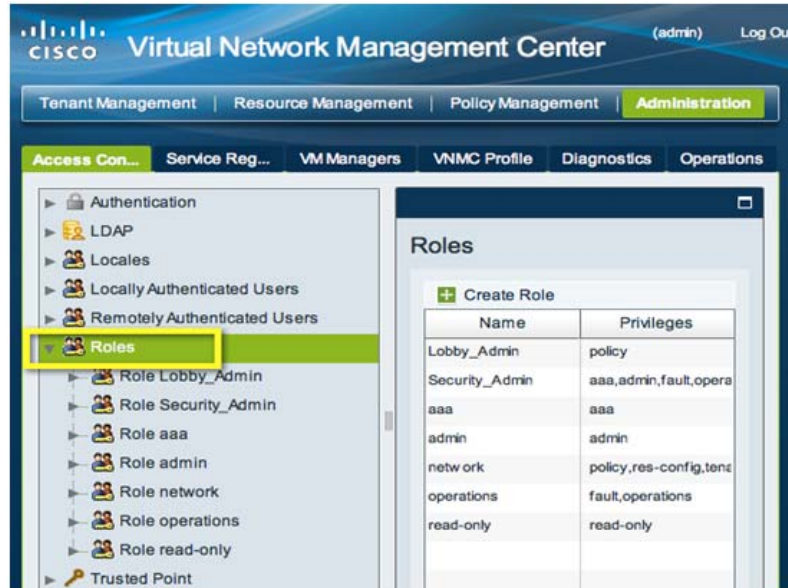 CISCO
Virtual Network Management Center
(admin) Log Ou
Tenant Management | Resource Management | Policy Management | Administration
Access Con... Service Reg... VM Managers VNMC Profile Diagnostics Operations
Authentication
LDAP
Locales
Locally Authenticated Users
Remotely Authenticated Users
Roles
Role Lobby_Admin
Role Security_Admin
Role aaa
Role admin
Role network
Role operations
Role read-only
Trusted Point
Roles
Create Role
Name Privileges
Lobby_Admin policy
Security_Admin aaa,admin,fault,opera
aaa aaa
admin admin
network policy,res-config,tena
operations fault,operations
read-only read-only